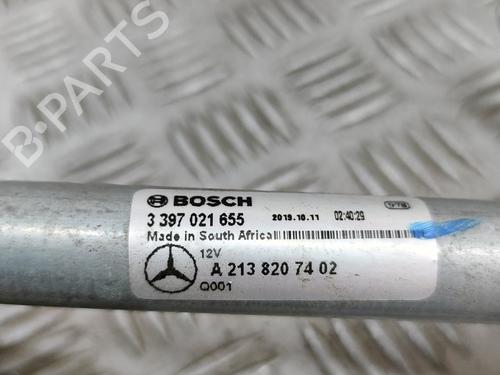 BOSCH
3 397 021 655 2019.10.11 02:40:29
Made in South Africa
12V
A 213 820 74 02
Q001
B-PARTS